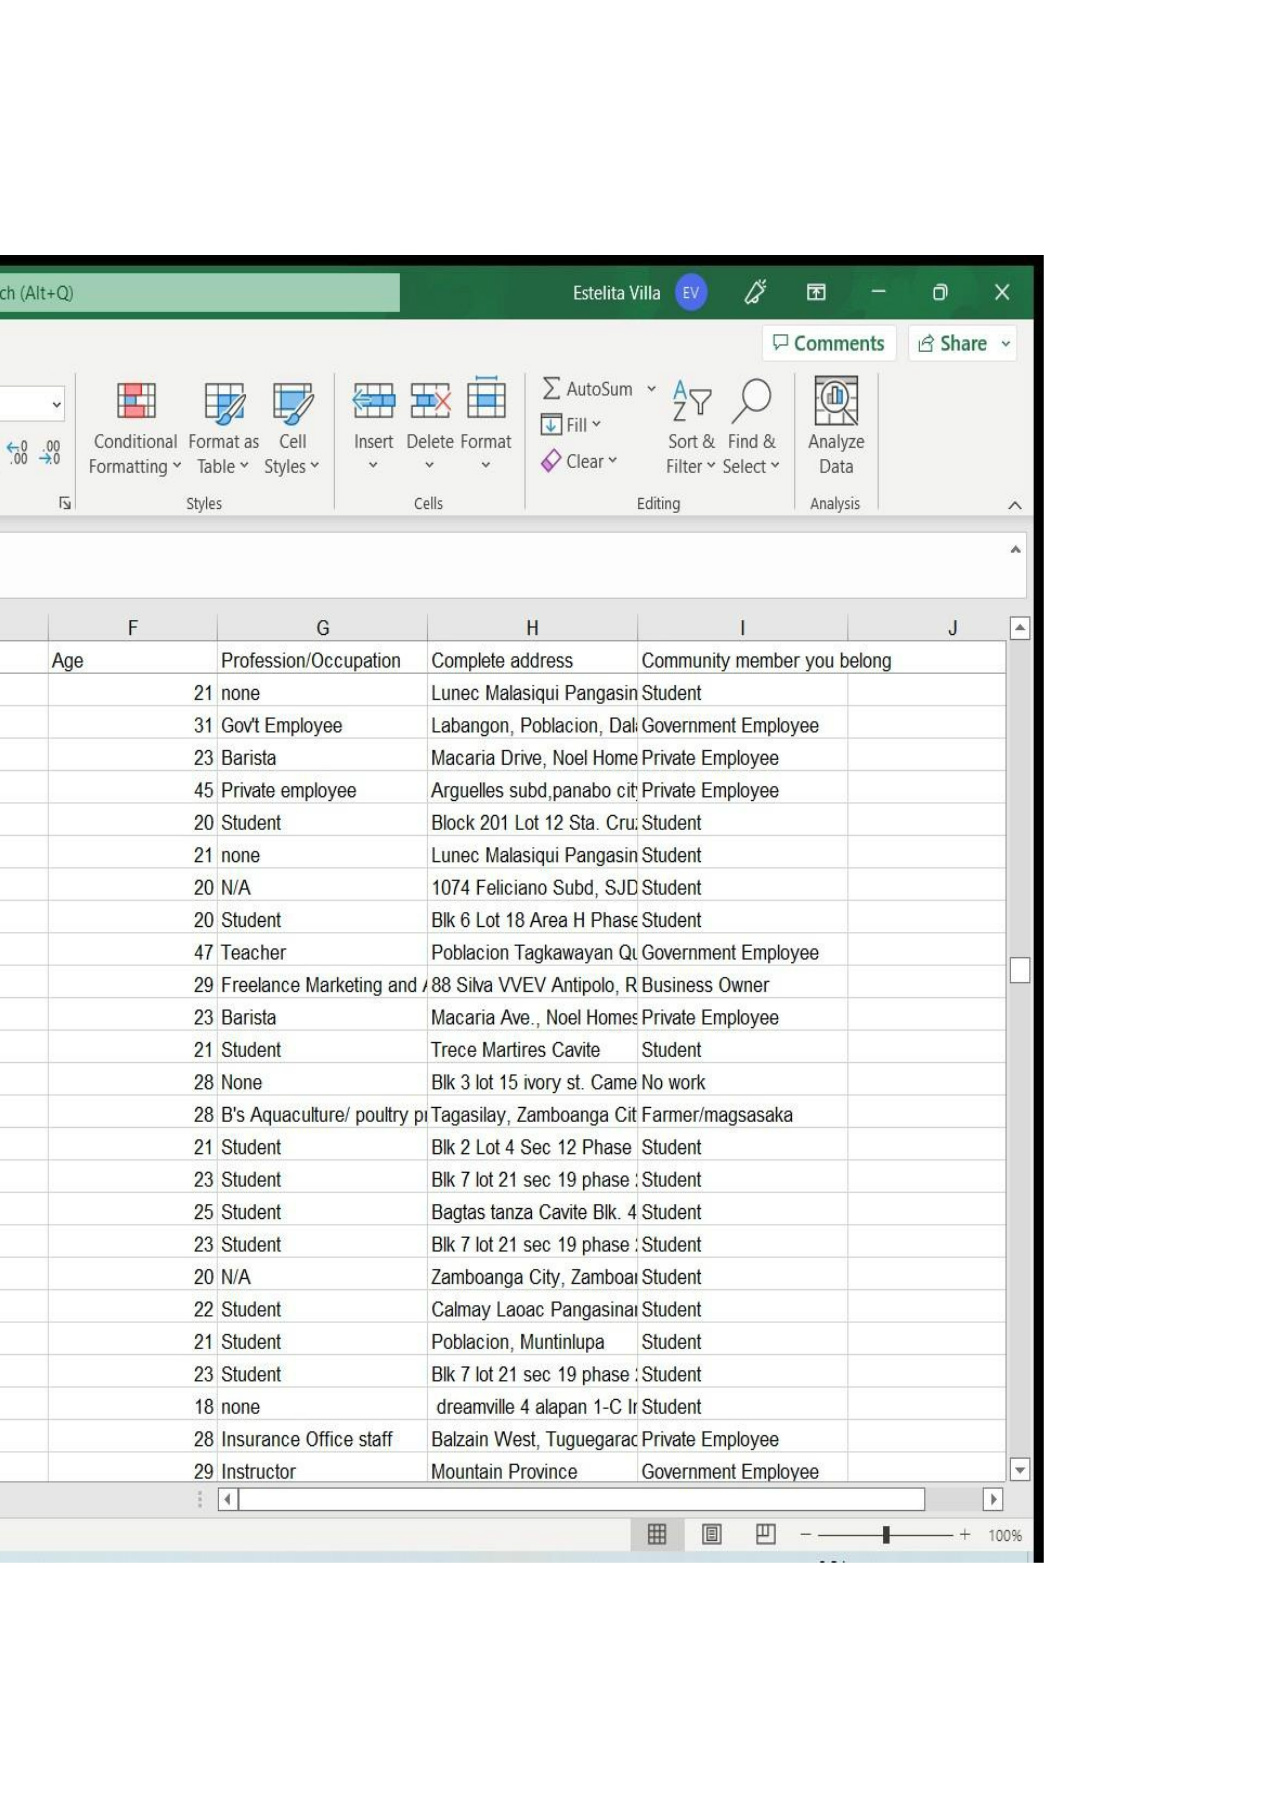 ch (Alt+Q) Estelita Villa EV
Comments Share
AutoSum
Fill
Clear
Conditional Formatting Format as Table Cell Styles Insert Delete Format Sort & Filter Find & Select Analyze Data
Styles Cells Editing Analysis
F G H I J
Age Profession/Occupation Complete address Community member you belong
21 none Lunec Malasiqui Pangasin Student
31 Gov't Employee Labangon, Poblacion, Dal Government Employee
23 Barista Macaria Drive, Noel Home Private Employee
45 Private employee Arguelles subd,panabo city Private Employee
20 Student Block 201 Lot 12 Sta. Cru Student
21 none Lunec Malasiqui Pangasin Student
20 N/A 1074 Feliciano Subd, SJD Student
20 Student Blk 6 Lot 18 Area H Phase Student
47 Teacher Poblacion Tagkawayan Qu Government Employee
29 Freelance Marketing and 88 Silva VVEV Antipolo, R Business Owner
23 Barista Macaria Ave., Noel Homes Private Employee
21 Student Trece Martires Cavite Student
28 None Blk 3 lot 15 ivory st. Came No work
28 B's Aquaculture/ poultry Tagasilay, Zamboanga Cit Farmer/magsasaka
21 Student Blk 2 Lot 4 Sec 12 Phase Student
23 Student Blk 7 lot 21 sec 19 phase Student
25 Student Bagtas tanza Cavite Blk. 4 Student
23 Student Blk 7 lot 21 sec 19 phase Student
20 N/A Zamboanga City, Zamboan Student
22 Student Calmay Laoac Pangasinan Student
21 Student Poblacion, Muntinlupa Student
23 Student Blk 7 lot 21 sec 19 phase Student
18 none dreamville 4 alapan 1-C Student
28 Insurance Office staff Balzain West, Tuguegarao Private Employee
29 Instructor Mountain Province Government Employee
100%